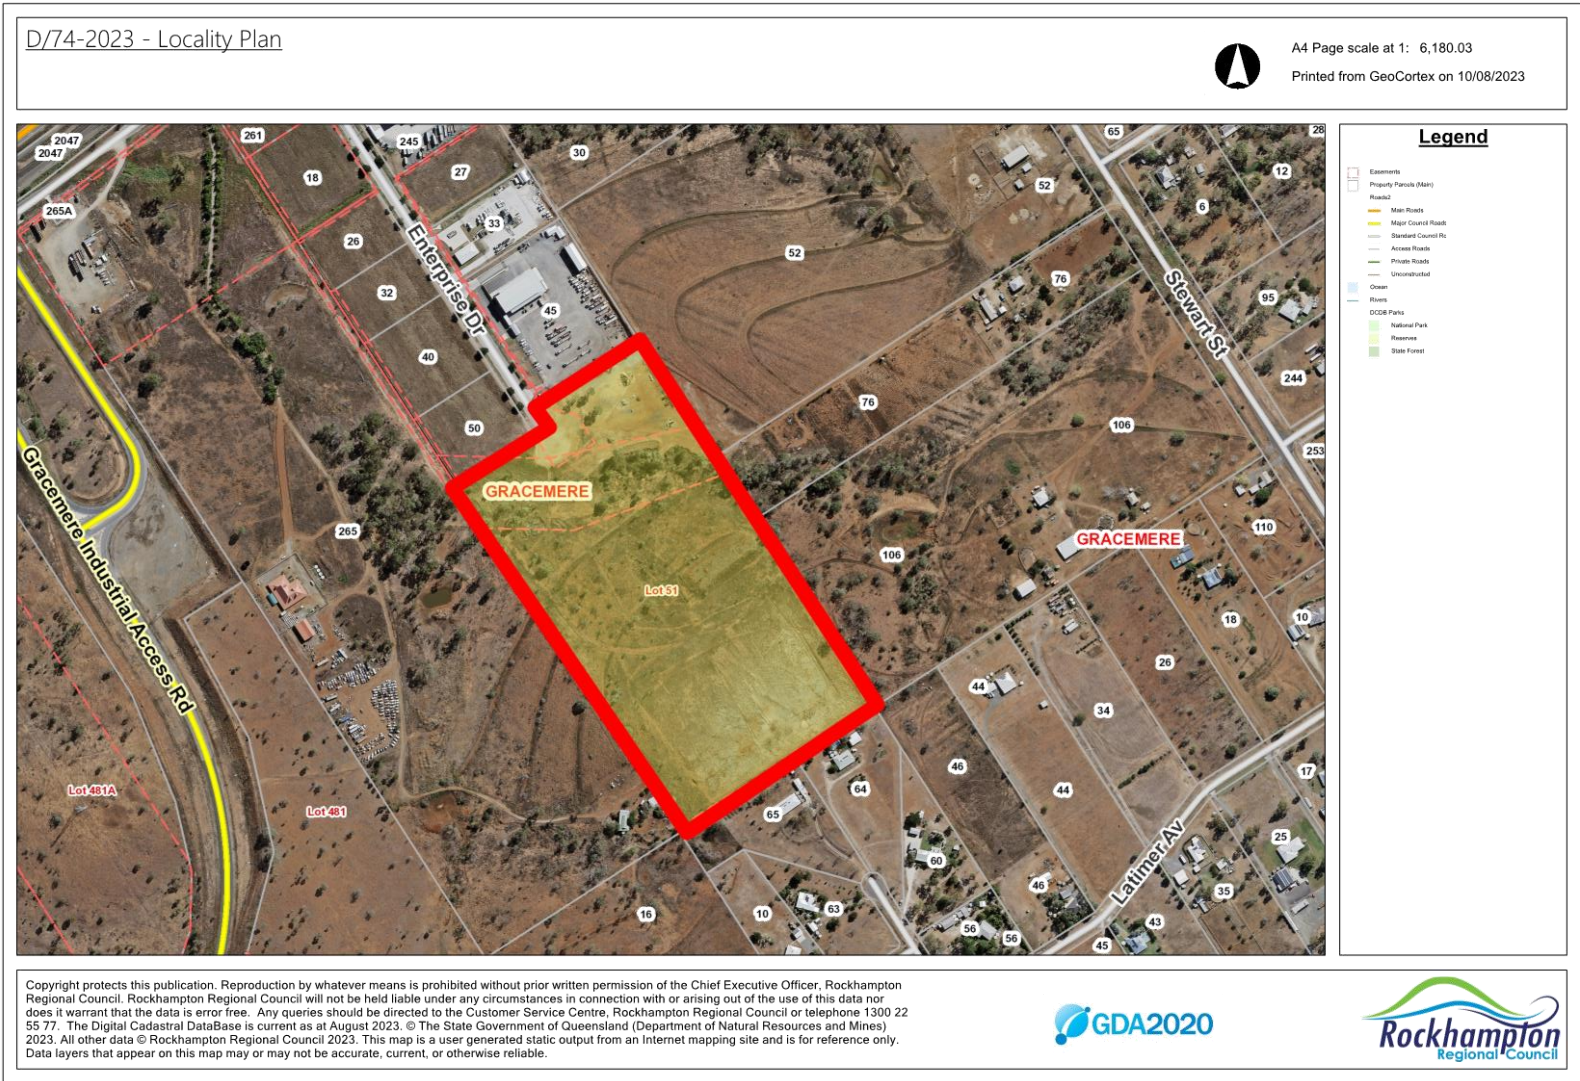 D/74-2023 - Locality Plan
A4 Page scale at 1: 6,180.03
Printed from GeoCortex on 10/08/2023
2047
2047
261
245
30
65
28
18
27
12
265A
52
6
33
26
Enterprise Dr
52
32
76
Stewart St
95
45
40
244
76
50
106
253
Gracemere Industrial Access Rd
GRACEMERE
265
106
GRACEMERE
110
Lot 51
18
10
26
44
34
46
17
Lot 481A
Lot 481
65
64
44
25
Latimer Av
60
46
35
16
10
63
43
56
56
45
Legend
Easements
Property Parcels (Main)
Roads2
Main Roads
Major Council Roads
Standard Council Rc
Access Roads
Private Roads
Unconstructed
Ocean
Rivers
DCDB Parks
National Park
Reserves
State Forest
Copyright protects this publication. Reproduction by whatever means is prohibited without prior written permission of the Chief Executive Officer, Rockhampton
Regional Council. Rockhampton Regional Council will not be held liable under any circumstances in connection with or arising out of the use of this data nor
does it warrant that the data is error free. Any queries should be directed to the Customer Service Centre, Rockhampton Regional Council or telephone 1300 22
55 77. The Digital Cadastral DataBase is current as at August 2023. © The State Government of Queensland (Department of Natural Resources and Mines)
2023. All other data © Rockhampton Regional Council 2023. This map is a user generated static output from an Internet mapping site and is for reference only.
Data layers that appear on this map may or may not be accurate, current, or otherwise reliable.
GDA2020
Rockhampton
Regional Council